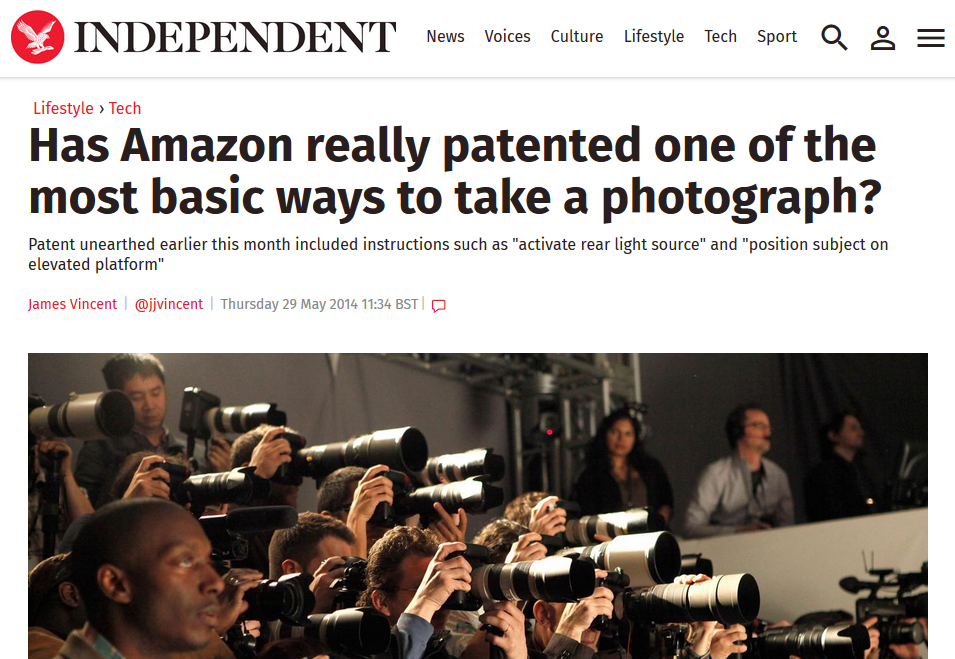 INDEPENDENT
News Voices Culture Lifestyle Tech Sport
Lifestyle › Tech
Has Amazon really patented one of the
most basic ways to take a photograph?
Patent unearthed earlier this month included instructions such as "activate rear light source" and "position subject on
elevated platform"
James Vincent | @jjvincent | Thursday 29 May 2014 11:34 BST |